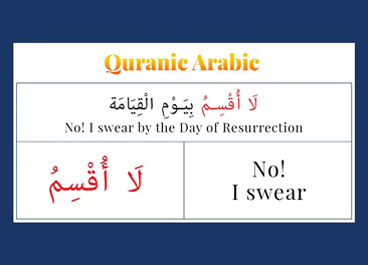 Quranic Arabic
لَا أُقْسِمُ بِيَوْمِ الْقِيَامَة
No! I swear by the Day of Resurrection
لَا أُقْسِمُ
No!
I swear